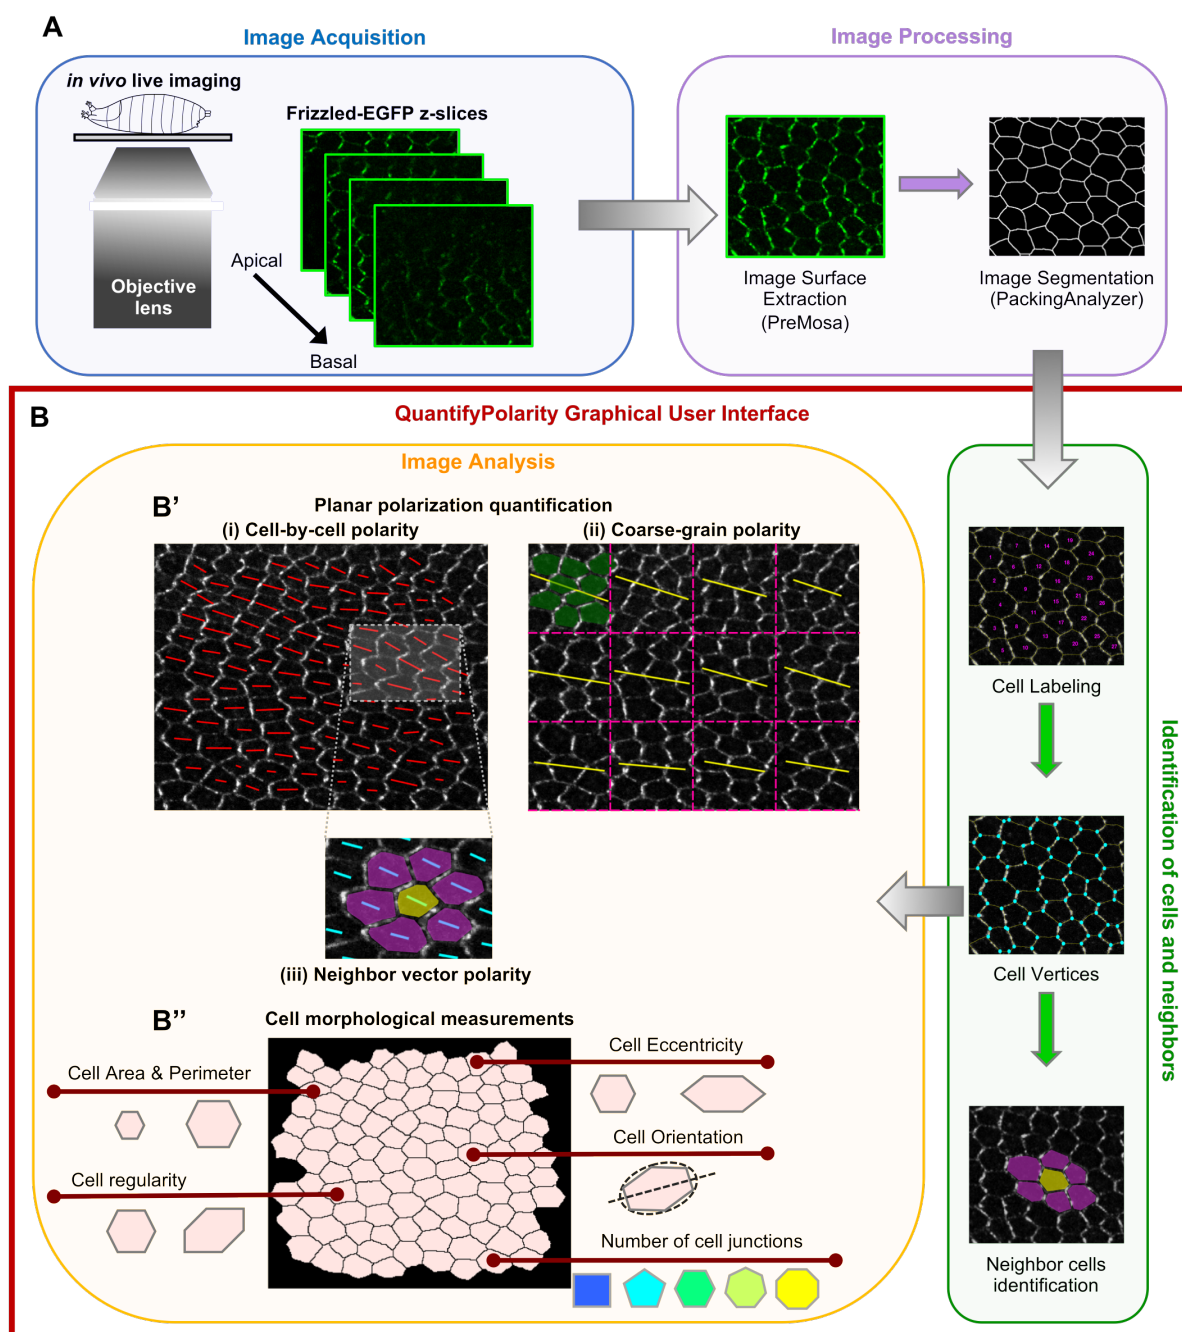 A
Image Acquisition
in vivo live imaging
Frizzled-EGFP z-slices
Objective
lens
Apical
Basal
Image Processing
Image Surface
Extraction
(PreMosa)
Image Segmentation
(PackingAnalyzer)
B
QuantifyPolarity Graphical User Interface
Image Analysis
B’
Planar polarization quantification
(i) Cell-by-cell polarity
(ii) Coarse-grain polarity
(iii) Neighbor vector polarity
B’’
Cell morphological measurements
Cell Area & Perimeter
Cell regularity
Cell Eccentricity
Cell Orientation
Number of cell junctions
Cell Labeling
Cell Vertices
Neighbor cells
identification
Identification of cells and neighbors